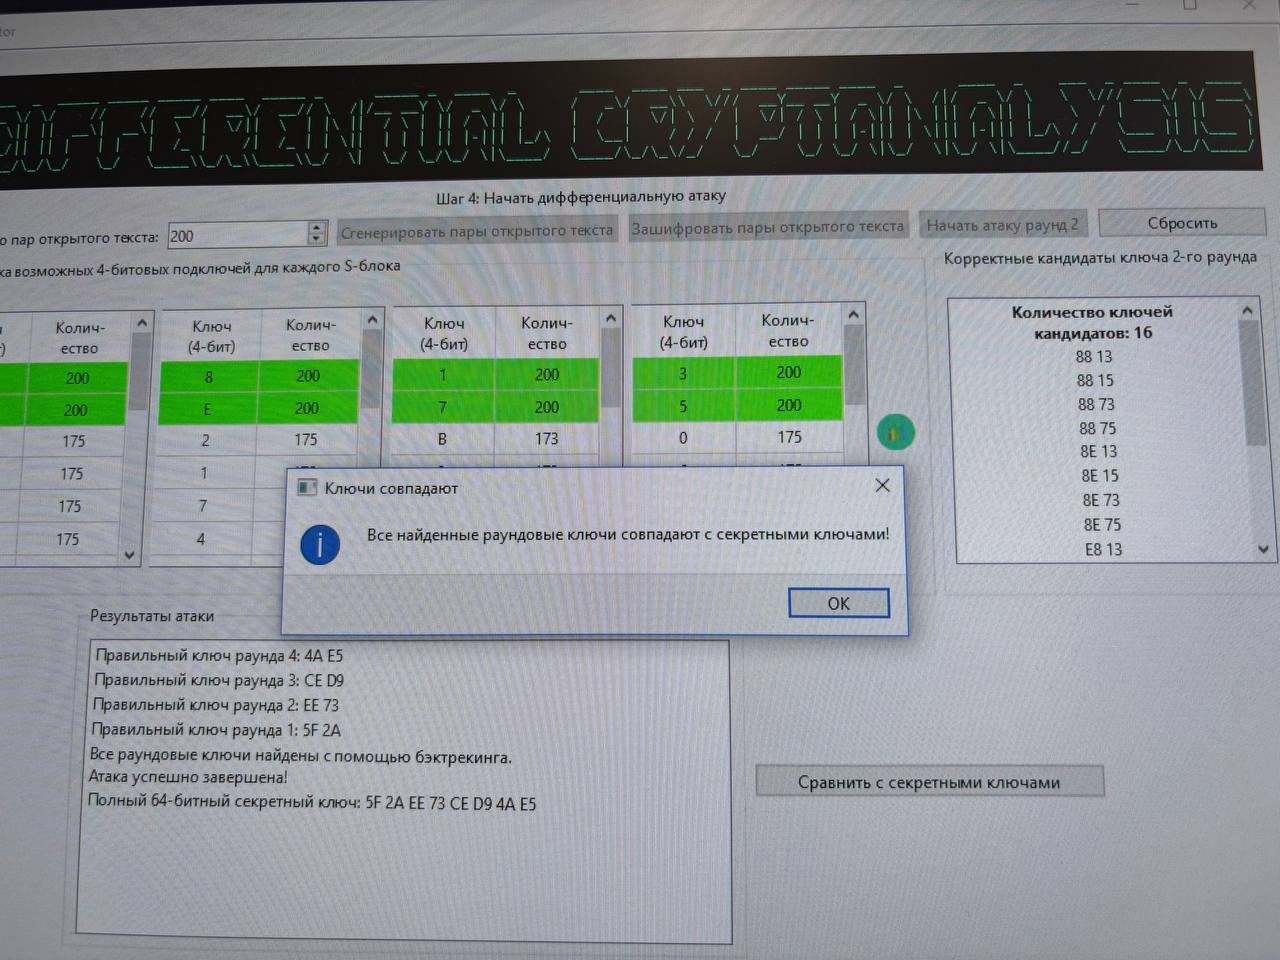 tor
DIFFERENTIAL CRYPTANALYSIS
Шаг 4: Начать дифференциальную атаку
о пар открытого текста: 200 Сгенерировать пары открытого текста Зашифровать пары открытого текста Начать атаку раунд 2 Сбросить
ка возможных 4-битовых подключей для каждого S-блока
Корректные кандидаты ключа 2-го раунда
Колич-
ество
200
200
175
175
175
175
Ключ
(4-бит)
Колич-
ество
8 200
E 200
2 175
1
7
4
Ключ
(4-бит)
Колич-
ество
1 200
7 200
B 173
Ключ
(4-бит)
Колич-
ество
3 200
5 200
0 175
Количество ключей
кандидатов: 16
88 13
88 15
88 73
88 75
8E 13
8E 15
8E 73
8E 75
E8 13
Ключи совпадают
Все найденные раундовые ключи совпадают с секретными ключами!
OK
Результаты атаки
Правильный ключ раунда 4: 4A E5
Правильный ключ раунда 3: CE D9
Правильный ключ раунда 2: EE 73
Правильный ключ раунда 1: 5F 2A
Все раундовые ключи найдены с помощью бэктрекинга.
Атака успешно завершена!
Полный 64-битный секретный ключ: 5F 2A EE 73 CE D9 4A E5
Сравнить с секретными ключами